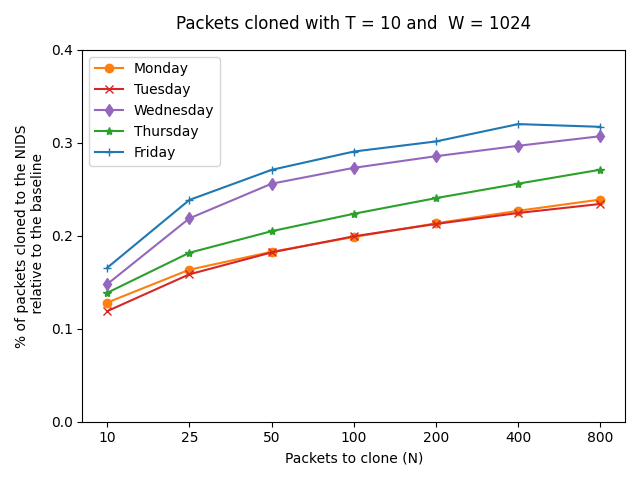 Packets cloned with T = 10 and  W = 1024
% of packets cloned to the NIDS
relative to the baseline
0.4
0.3
0.2
0.1
0.0
Monday
Tuesday
Wednesday
Thursday
Friday
10 25 50 100 200 400 800
Packets to clone (N)